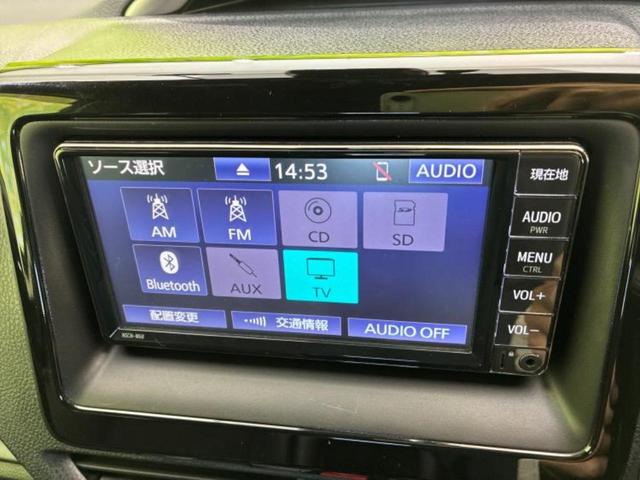 ソース選択
14:53
AUDIO
AM
FM
CD
SD
Bluetooth
AUX
TV
配置変更
交通情報
AUDIO OFF
現在地
AUDIO
PWR
MENU
CTRL
VOL+
VOL−